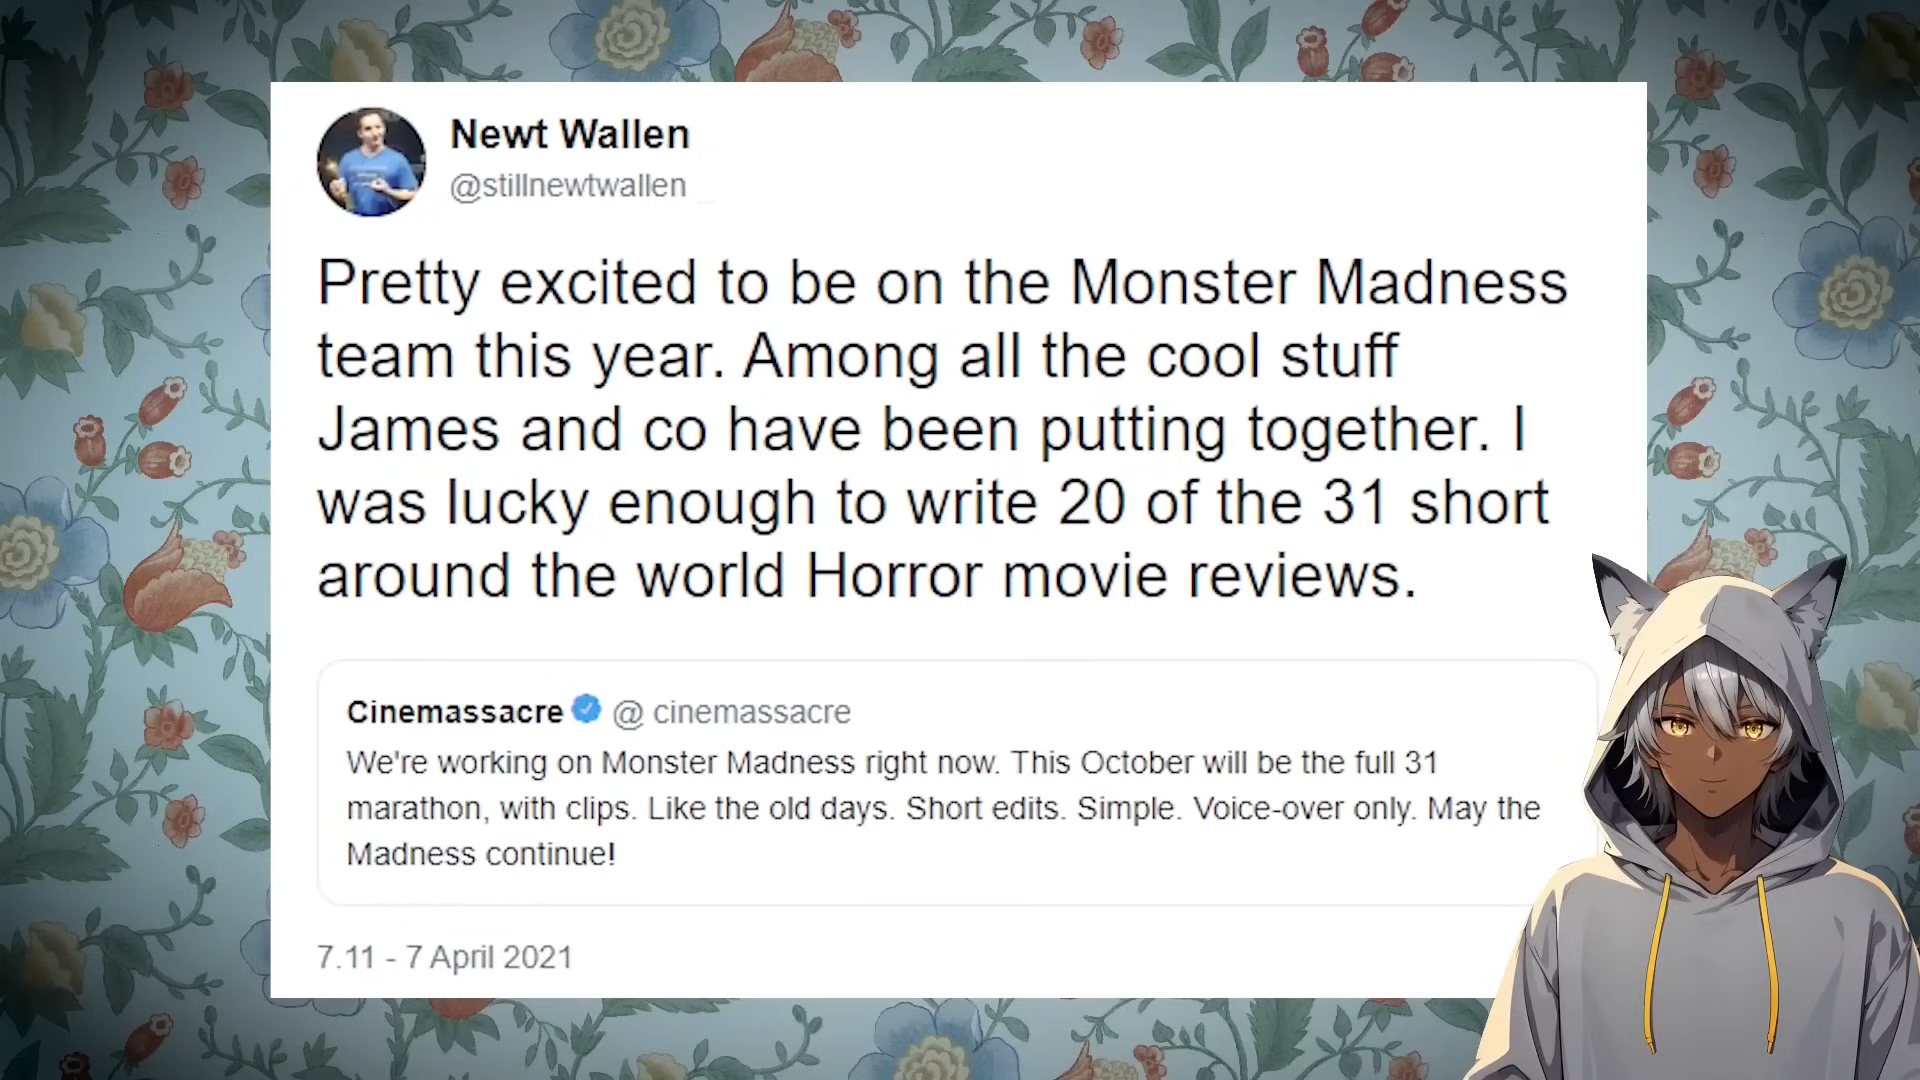 Newt Wallen
@stillnewtwallen
Pretty excited to be on the Monster Madness
team this year. Among all the cool stuff
James and co have been putting together. I
was lucky enough to write 20 of the 31 short
around the world Horror movie reviews.
Cinemassacre @ cinemassacre
We're working on Monster Madness right now. This October will be the full 31
marathon, with clips. Like the old days. Short edits. Simple. Voice-over only. May the
Madness continue!
7.11 - 7 April 2021